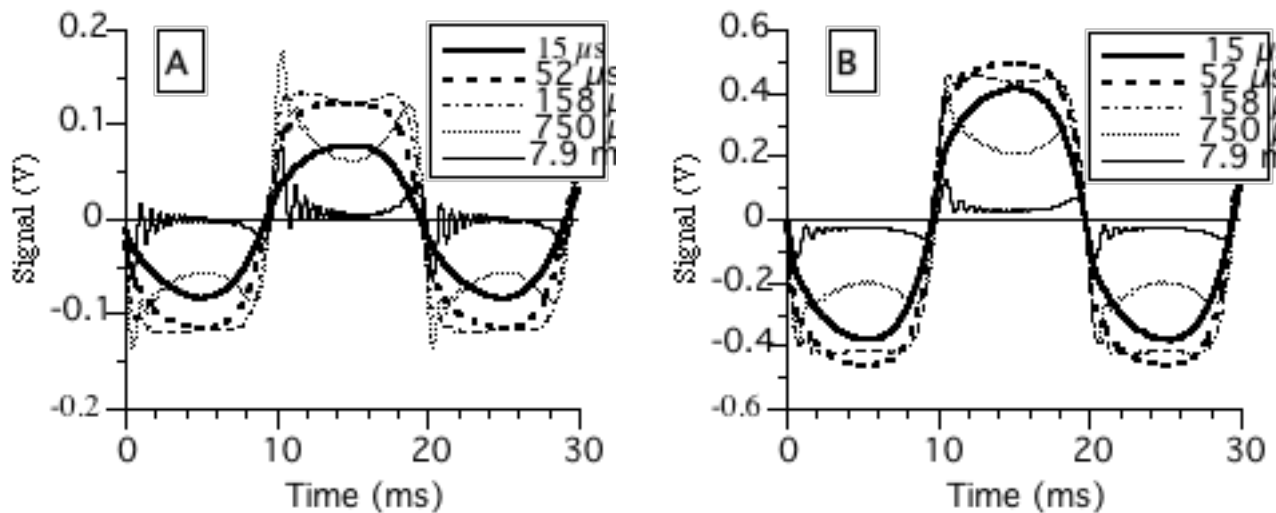 A
0.2
0.1
0
-0.1
-0.2
Signal (V)
15 µs
52 µs
158 µ
750 µ
7.9 m
0 10 20 30
Time (ms)
B
0.6
0.4
0.2
0
-0.2
-0.4
-0.6
Signal (V)
15 µ
52 µs
158 µ
750 µ
7.9 m
0 10 20 30
Time (ms)